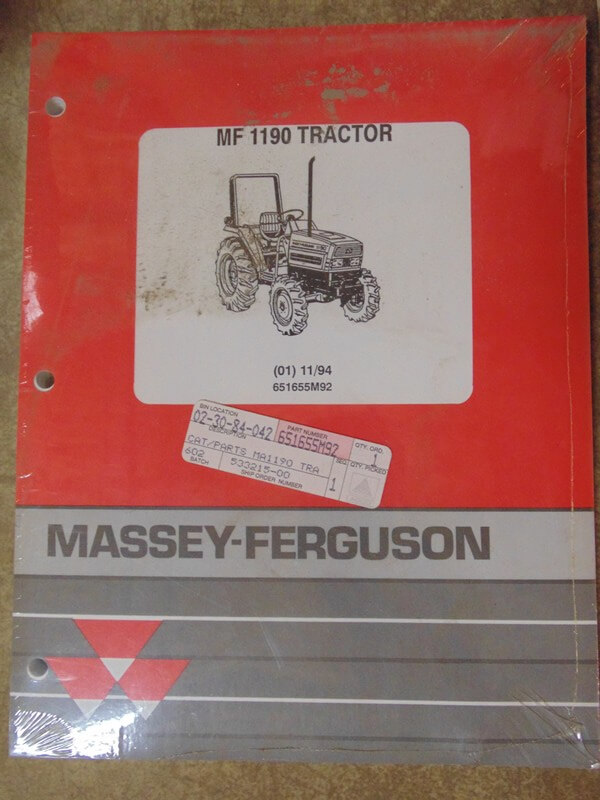 MF 1190 TRACTOR
(01) 11/94
651655M92
BIN LOCATION
02-30-84-042
PART NUMBER
651655M92
QTY. ORD.
1
DESCRIPTION
CAT/PARTS MA1190 TRA
SEQ.
QTY. PICKED
602
BATCH
533215-00
SHIP ORDER NUMBER
1
MASSEY-FERGUSON